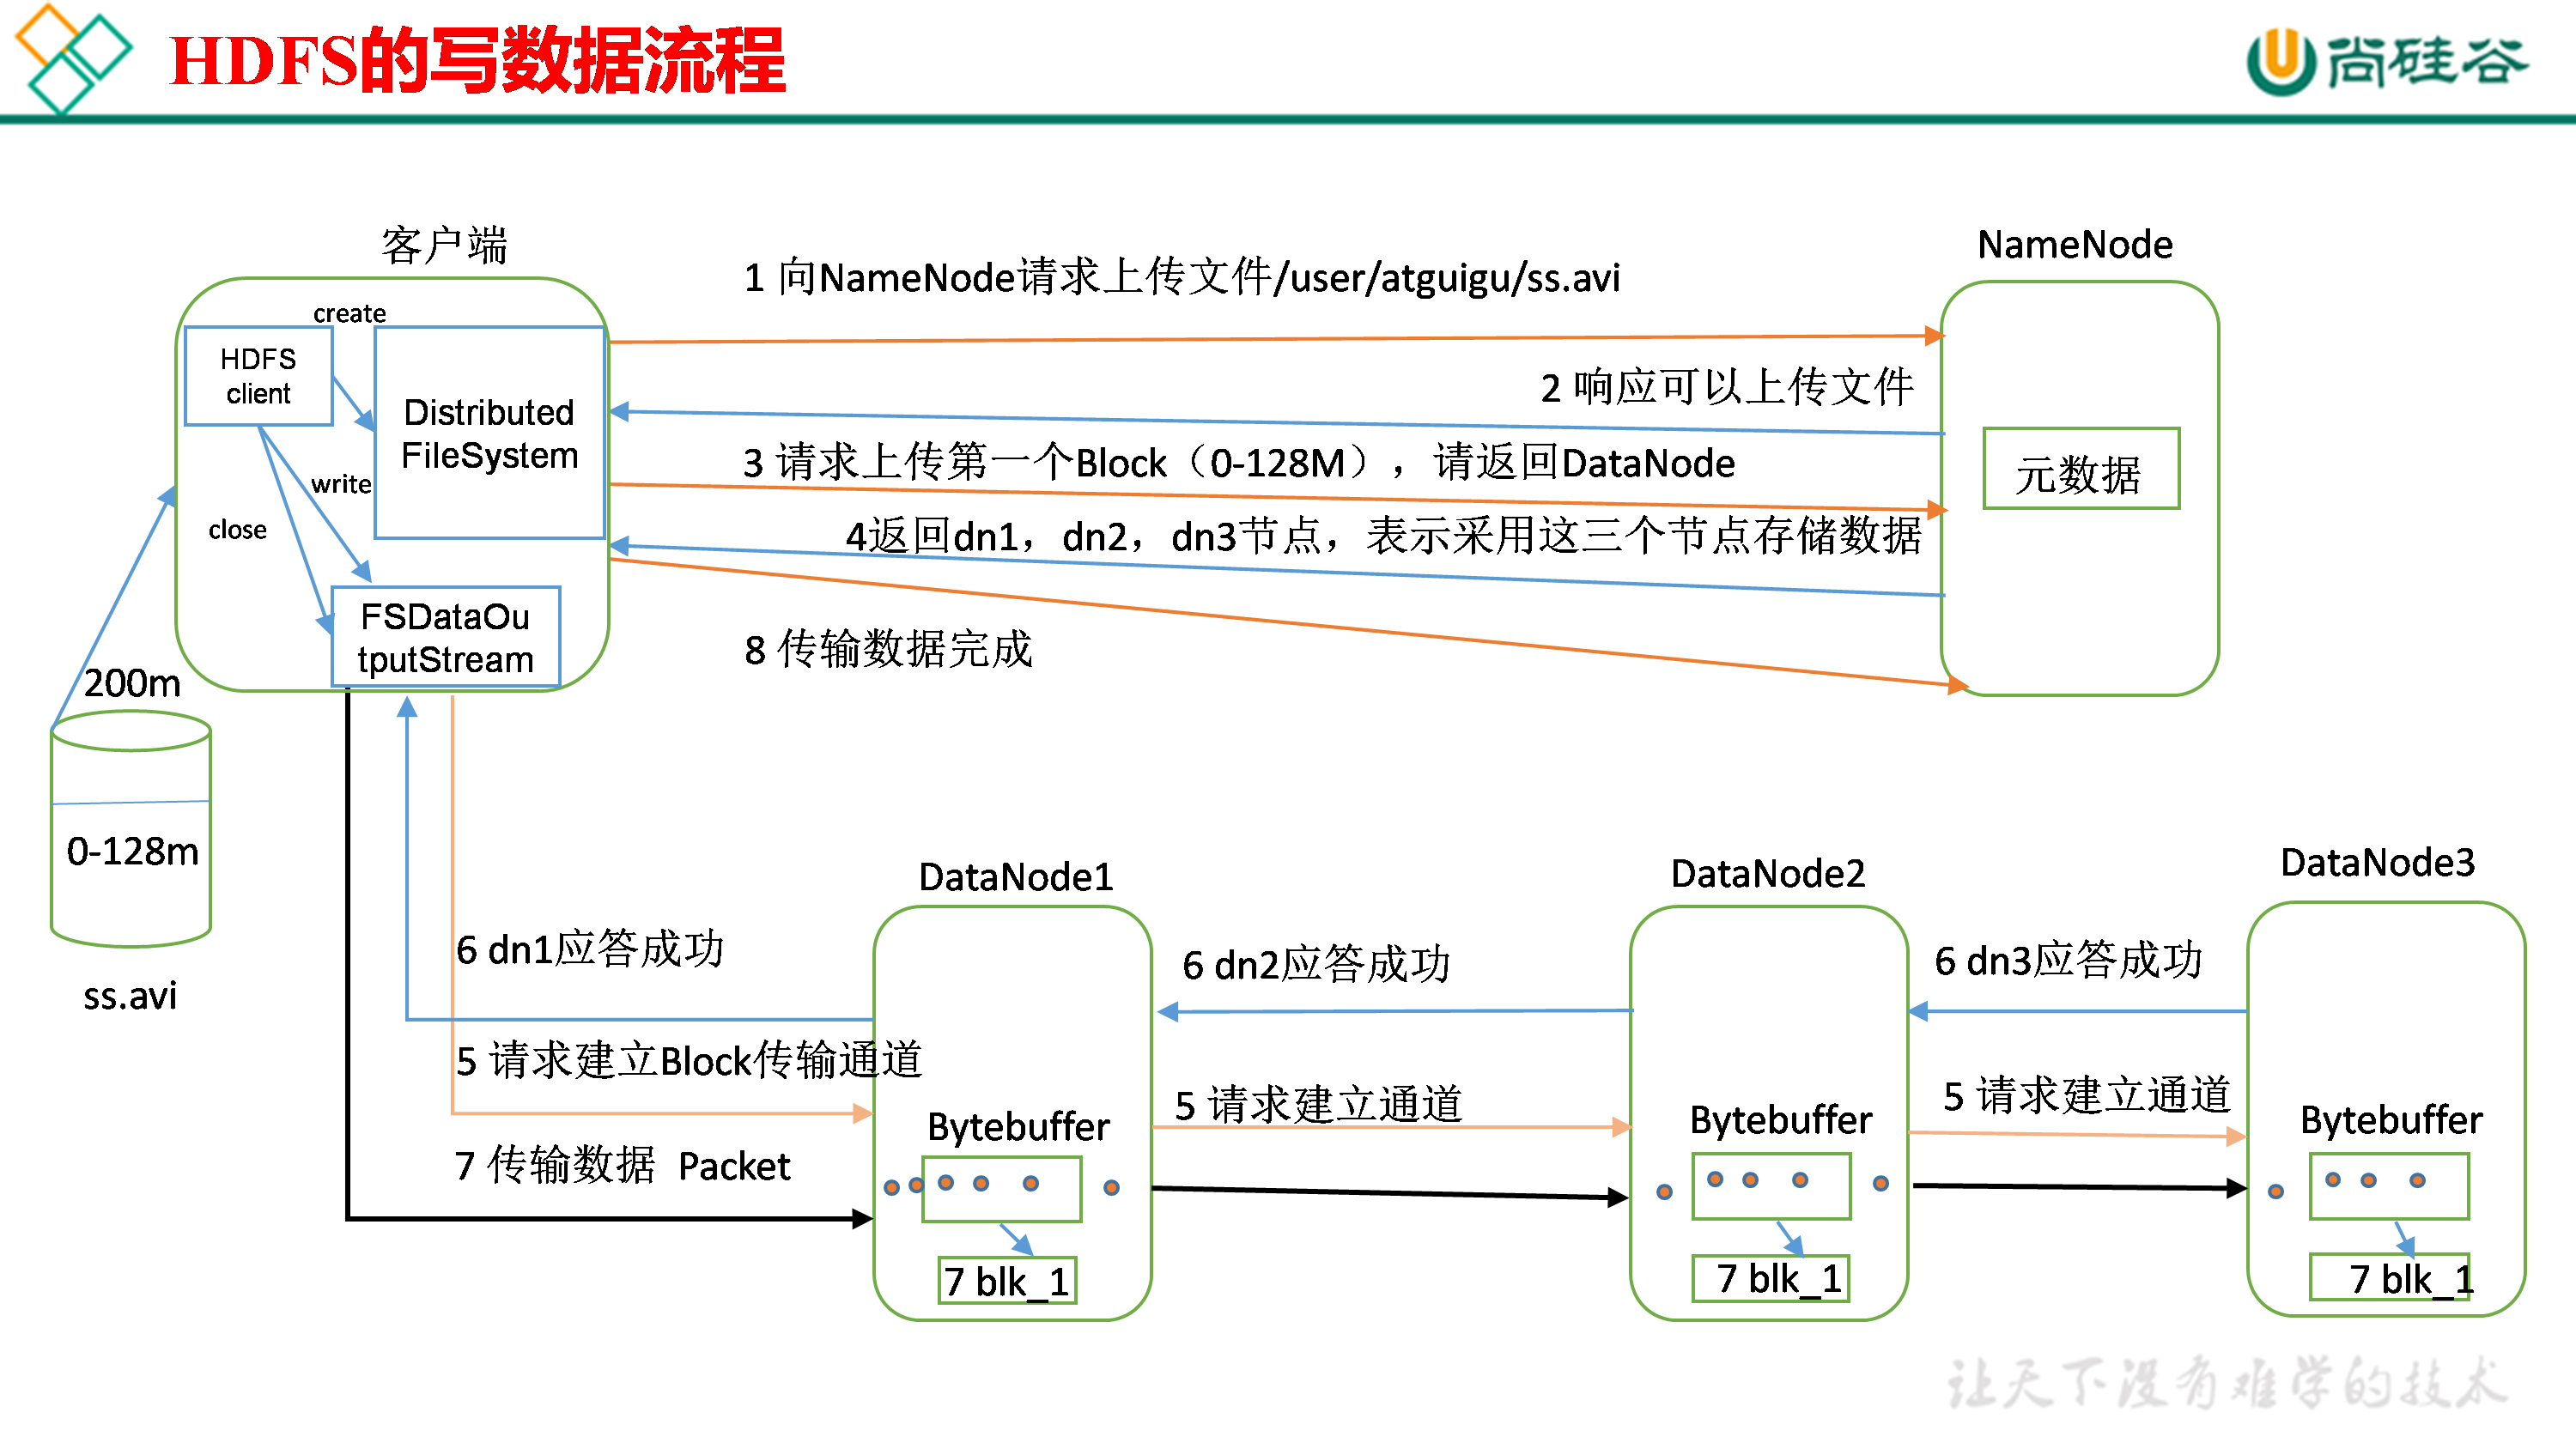 HDFS的写数据流程
尚硅谷
客户端
NameNode
1 向NameNode请求上传文件/user/atguigu/ss.avi
create
HDFS
client
Distributed
FileSystem
2 响应可以上传文件
3 请求上传第一个Block（0-128M），请返回DataNode
write
元数据
close
4返回dn1，dn2，dn3节点，表示采用这三个节点存储数据
FSDataOu
tputStream
8 传输数据完成
200m
0-128m
ss.avi
DataNode1
DataNode2
DataNode3
6 dn1应答成功
6 dn2应答成功
6 dn3应答成功
5 请求建立Block传输通道
5 请求建立通道
5 请求建立通道
Bytebuffer
Bytebuffer
Bytebuffer
7 传输数据 Packet
7 blk_1
7 blk_1
7 blk_1
让天下没有难学的技术